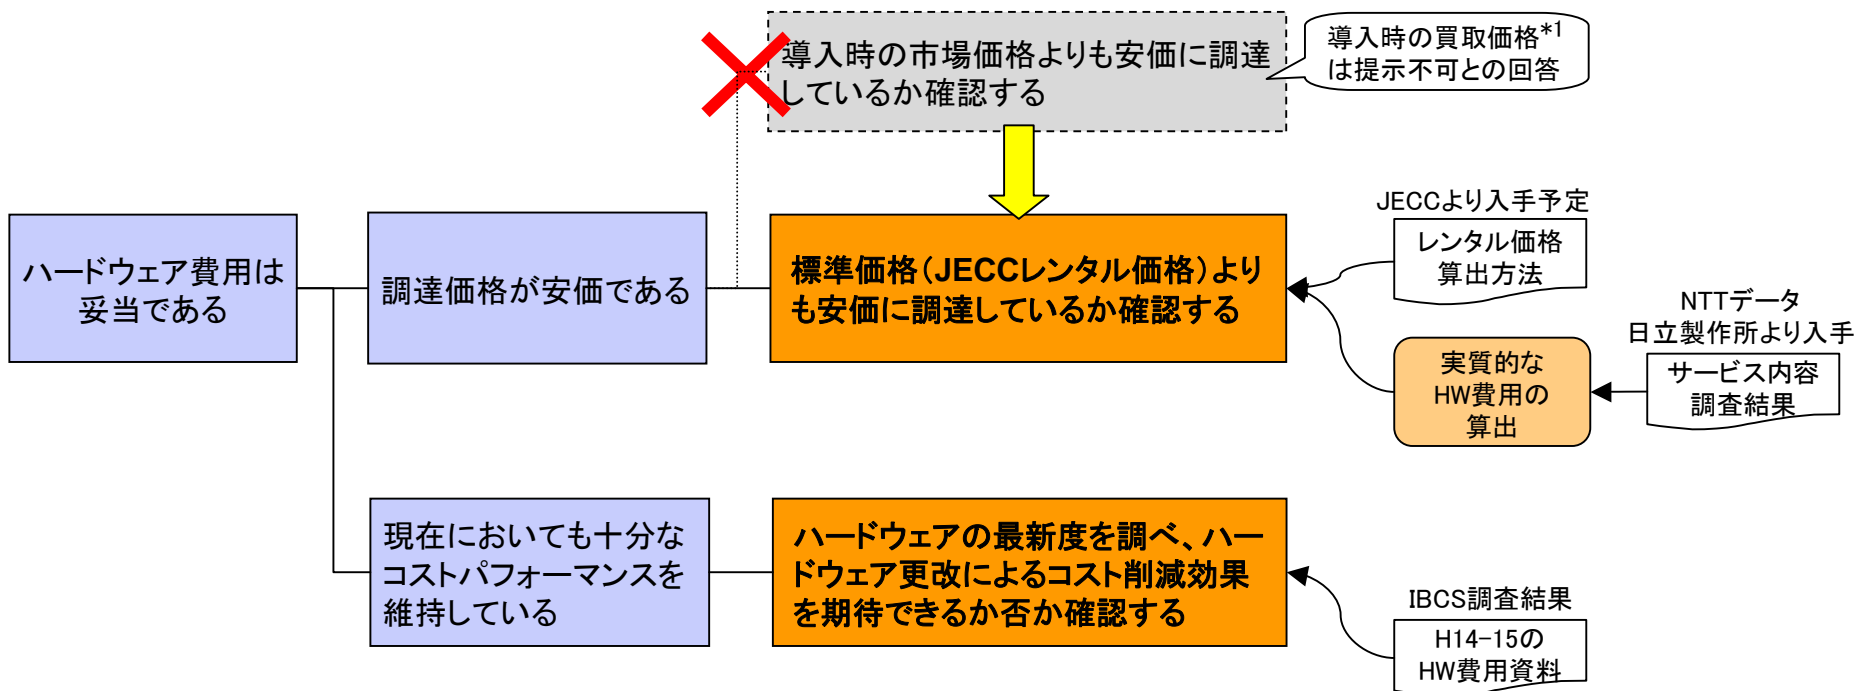 導入時の市場価格よりも安価に調達
しているか確認する
導入時の買取価格*1
は提示不可との回答
ハードウェア費用は
妥当である
調達価格が安価である
標準価格（JECCレンタル価格）より
も安価に調達しているか確認する
JECCより入手予定
レンタル価格
算出方法
実質的な
HW費用の
算出
NTTデータ
日立製作所より入手
サービス内容
調査結果
現在においても十分な
コストパフォーマンスを
維持している
ハードウェアの最新度を調べ、ハー
ドウェア更改によるコスト削減効果
を期待できるか否か確認する
IBCS調査結果
H14-15の
HW費用資料